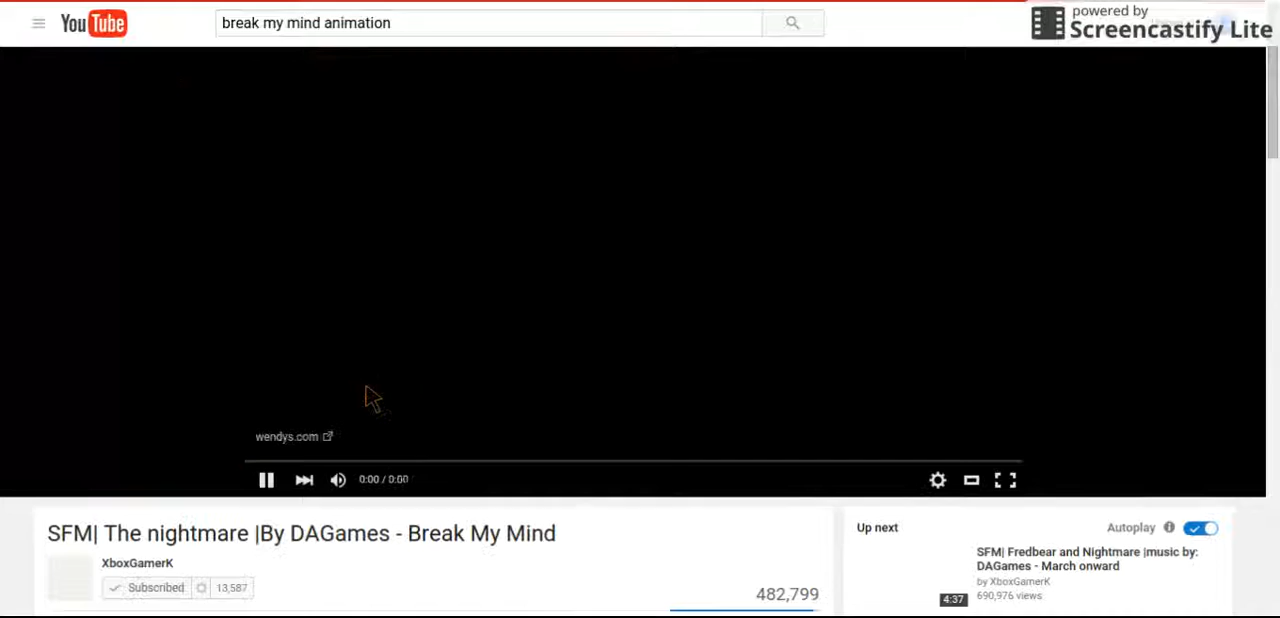 YouTube
break my mind animation
powered by
Screencastify Lite
wendys.com
0:00 / 0:00
SFM| The nightmare |By DAGames - Break My Mind
XboxGamerK
Subscribed 13,587
482,799
Up next
Autoplay
SFM| Fredbear and Nightmare |music by:
DAGames - March onward
by XboxGamerK
690,976 views
4:37